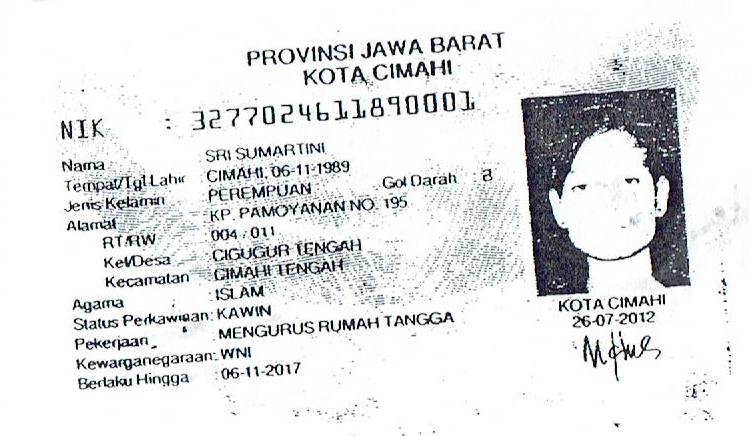 PROVINSI JAWA BARAT
KOTA CIMAHI
NIK : 3277024611890001
Nama : SRI SUMARTINI
Tempat/Tgl Lahir : CIMAHI, 06-11-1989
Jenis Kelamin : PEREMPUAN Gol Darah B
Alamat : KP. PAMOYANAN NO. 195
RT/RW : 004 / 011
Kel/Desa : CIGUGUR TENGAH
Kecamatan : CIMAHI TENGAH
Agama : ISLAM
Status Perkawinan : KAWIN
Pekerjaan : MENGURUS RUMAH TANGGA
Kewarganegaraan : WNI
Berlaku Hingga : 06-11-2017
KOTA CIMAHI
26-07-2012